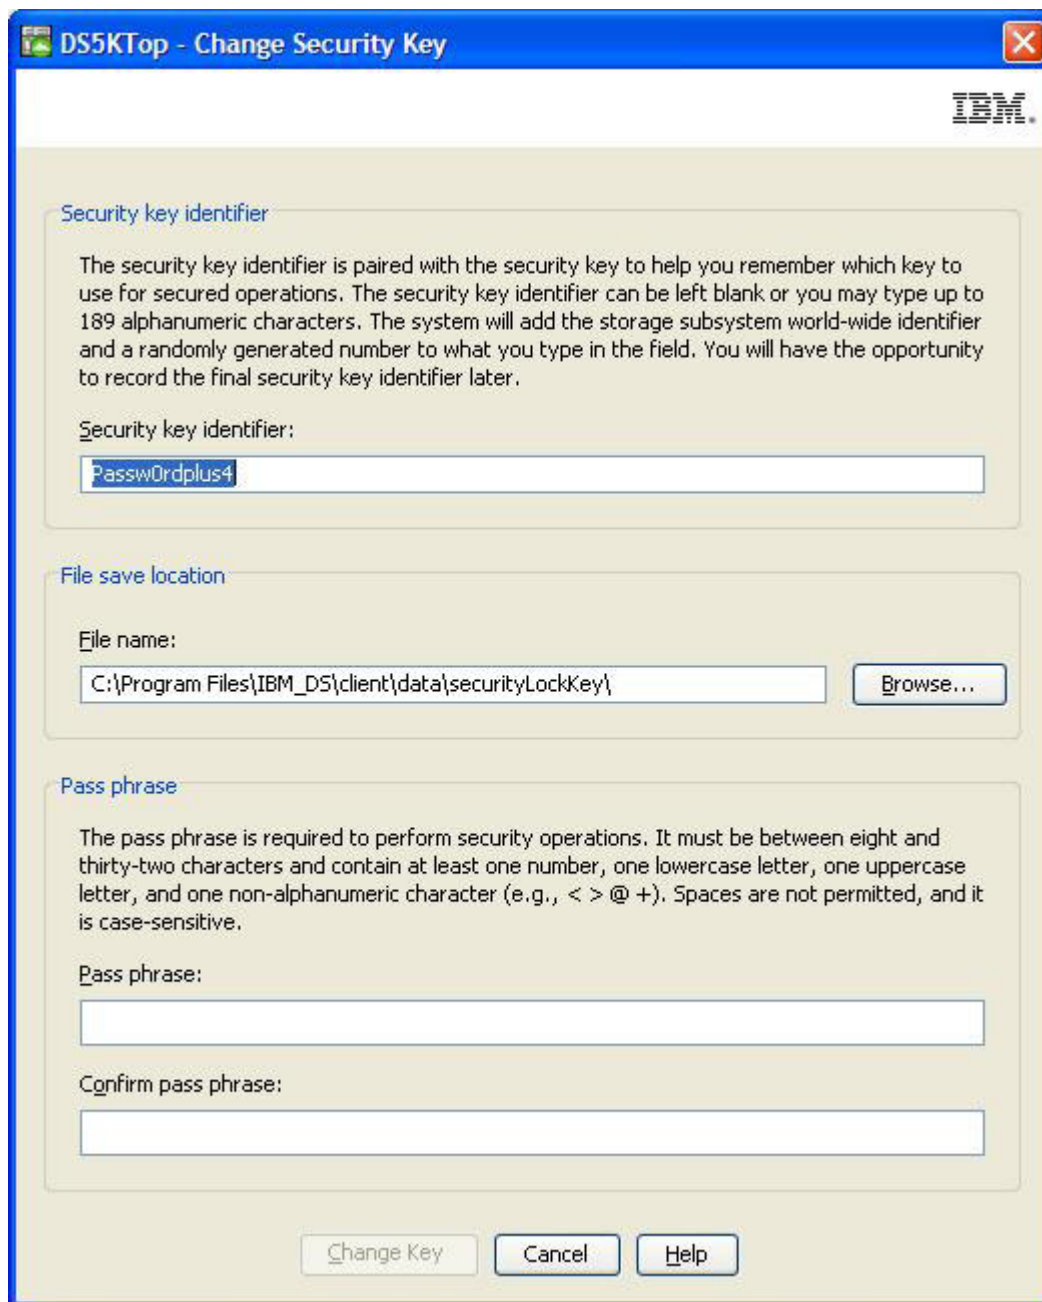 DS5KTop - Change Security Key
IBM.
Security key identifier
The security key identifier is paired with the security key to help you remember which key to
use for secured operations. The security key identifier can be left blank or you may type up to
189 alphanumeric characters. The system will add the storage subsystem world-wide identifier
and a randomly generated number to what you type in the field. You will have the opportunity
to record the final security key identifier later.
Security key identifier:
Passw0rdplus4
File save location
File name:
C:\Program Files\IBM_DS\client\data\securityLockKey\
Browse...
Pass phrase
The pass phrase is required to perform security operations. It must be between eight and
thirty-two characters and contain at least one number, one lowercase letter, one uppercase
letter, and one non-alphanumeric character (e.g., < > @ +). Spaces are not permitted, and it
is case-sensitive.
Pass phrase:
Confirm pass phrase:
Change Key
Cancel
Help